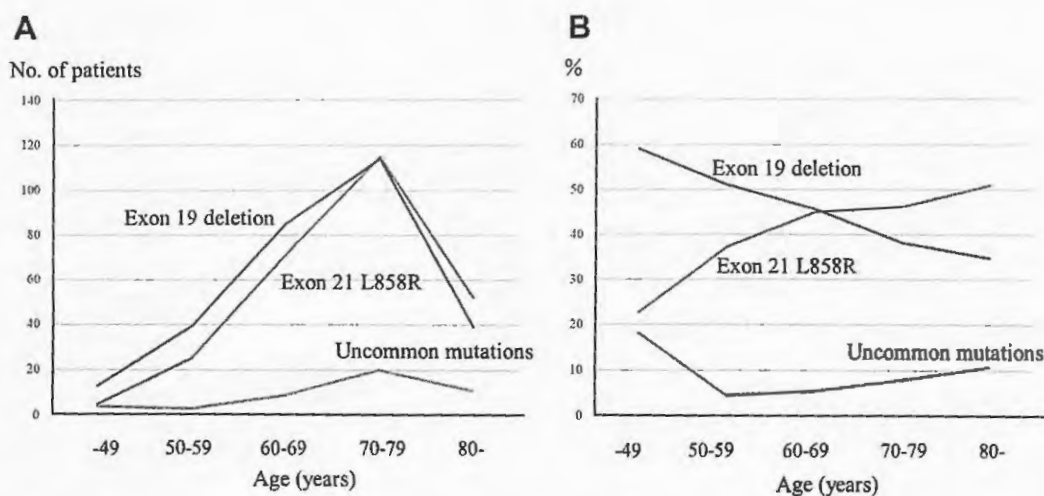 A
No. of patients
140
120
100
80
60
40
20
0
Exon 19 deletion
Exon 21 L858R
Uncommon mutations
-49 50-59 60-69 70-79 80-
Age (years)
B
%
70
60
50
40
30
20
10
0
Exon 19 deletion
Exon 21 L858R
Uncommon mutations
-49 50-59 60-69 70-79 80-
Age (years)